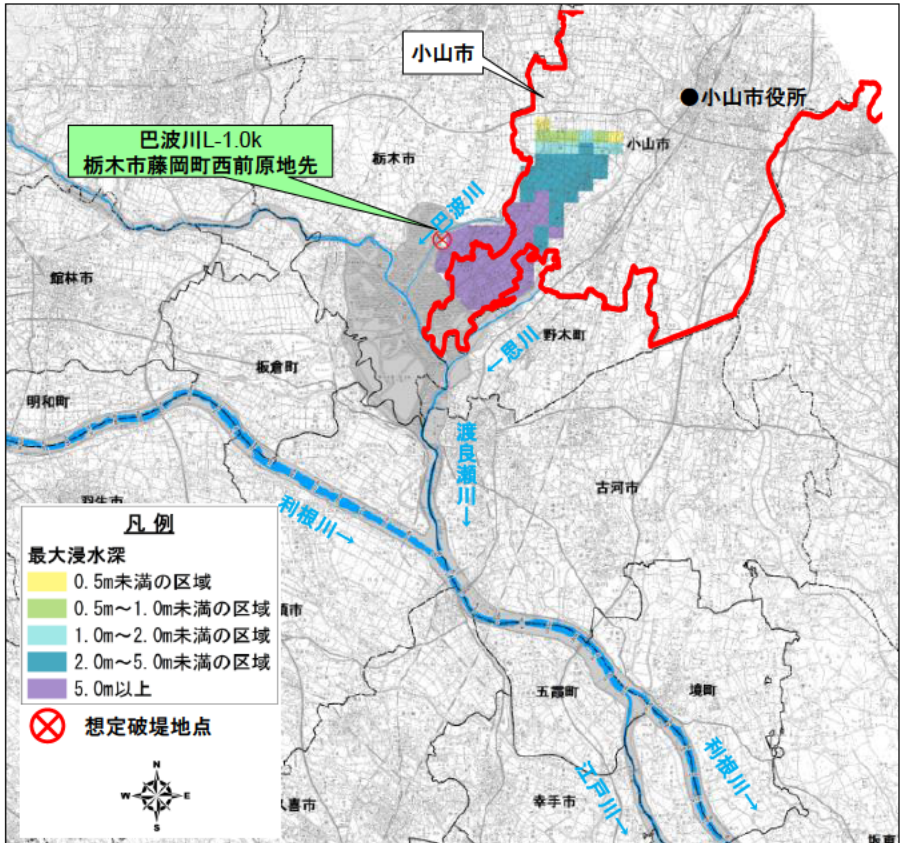 小山市
●小山市役所
巴波川L-1.0k
栃木市藤岡町西前原地先
栃木市
小山市
←巴波川
館林市
←思川
野木町
板倉町
明和町
渡良瀬川→
古河市
羽生市
利根川→
凡 例
最大浸水深
0.5m未満の区域
0.5m～1.0m未満の区域
1.0m～2.0m未満の区域
2.0m～5.0m未満の区域
5.0m以上
想定破堤地点
五霞町
境町
利根川→
江戸川→
幸手市
久喜市
N
W
E
S